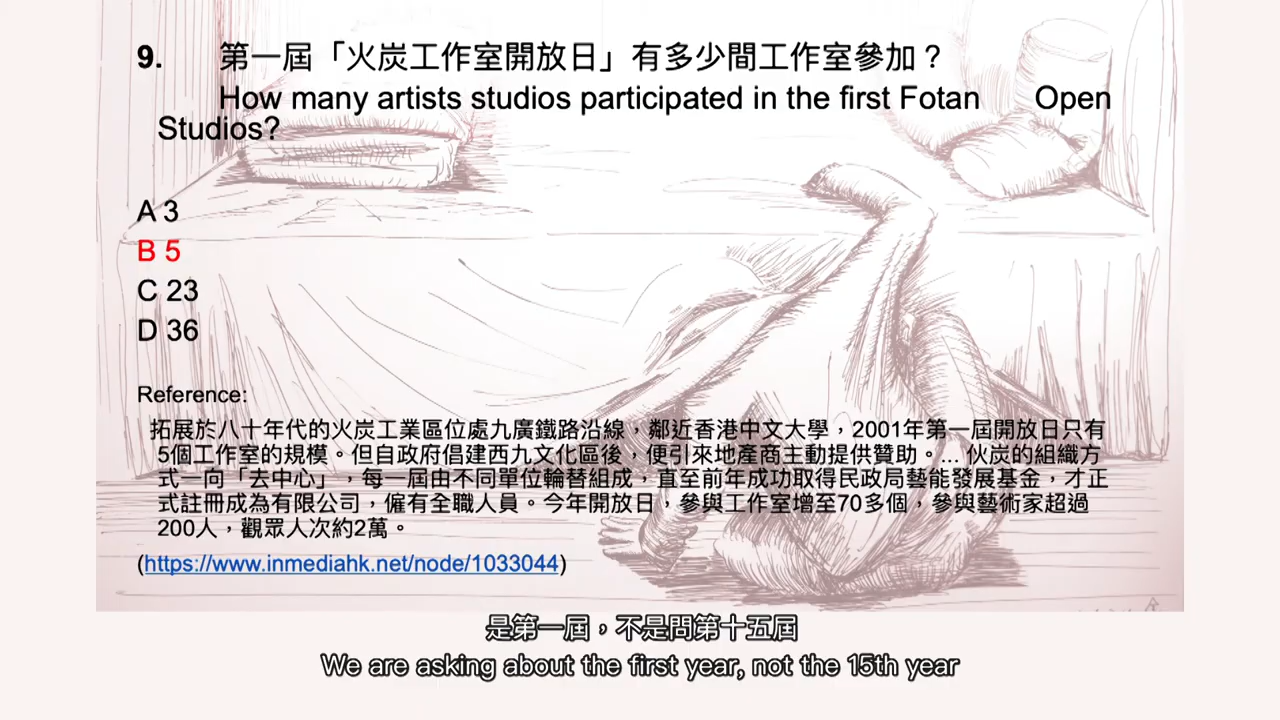 9. 第一屆「火炭工作室開放日」有多少間工作室參加？
How many artists studios participated in the first Fotan Open
Studios?
A 3
B 5
C 23
D 36
Reference:
拓展於八十年代的火炭工業區位處九廣鐵路沿線，鄰近香港中文大學，2001年第一屆開放日只有
5個工作室的規模。但自政府倡建西九文化區後，便引來地產商主動提供贊助。... 伙炭的組織方
式一向「去中心」，每一屆由不同單位輪替組成，直至前年成功取得民政局藝能發展基金，才正
式註冊成為有限公司，僱有全職人員。今年開放日，參與工作室增至70多個，參與藝術家超過
200人，觀眾人次約2萬。
(https://www.inmediahk.net/node/1033044)
是第一屆，不是問第十五屆
We are asking about the first year, not the 15th year